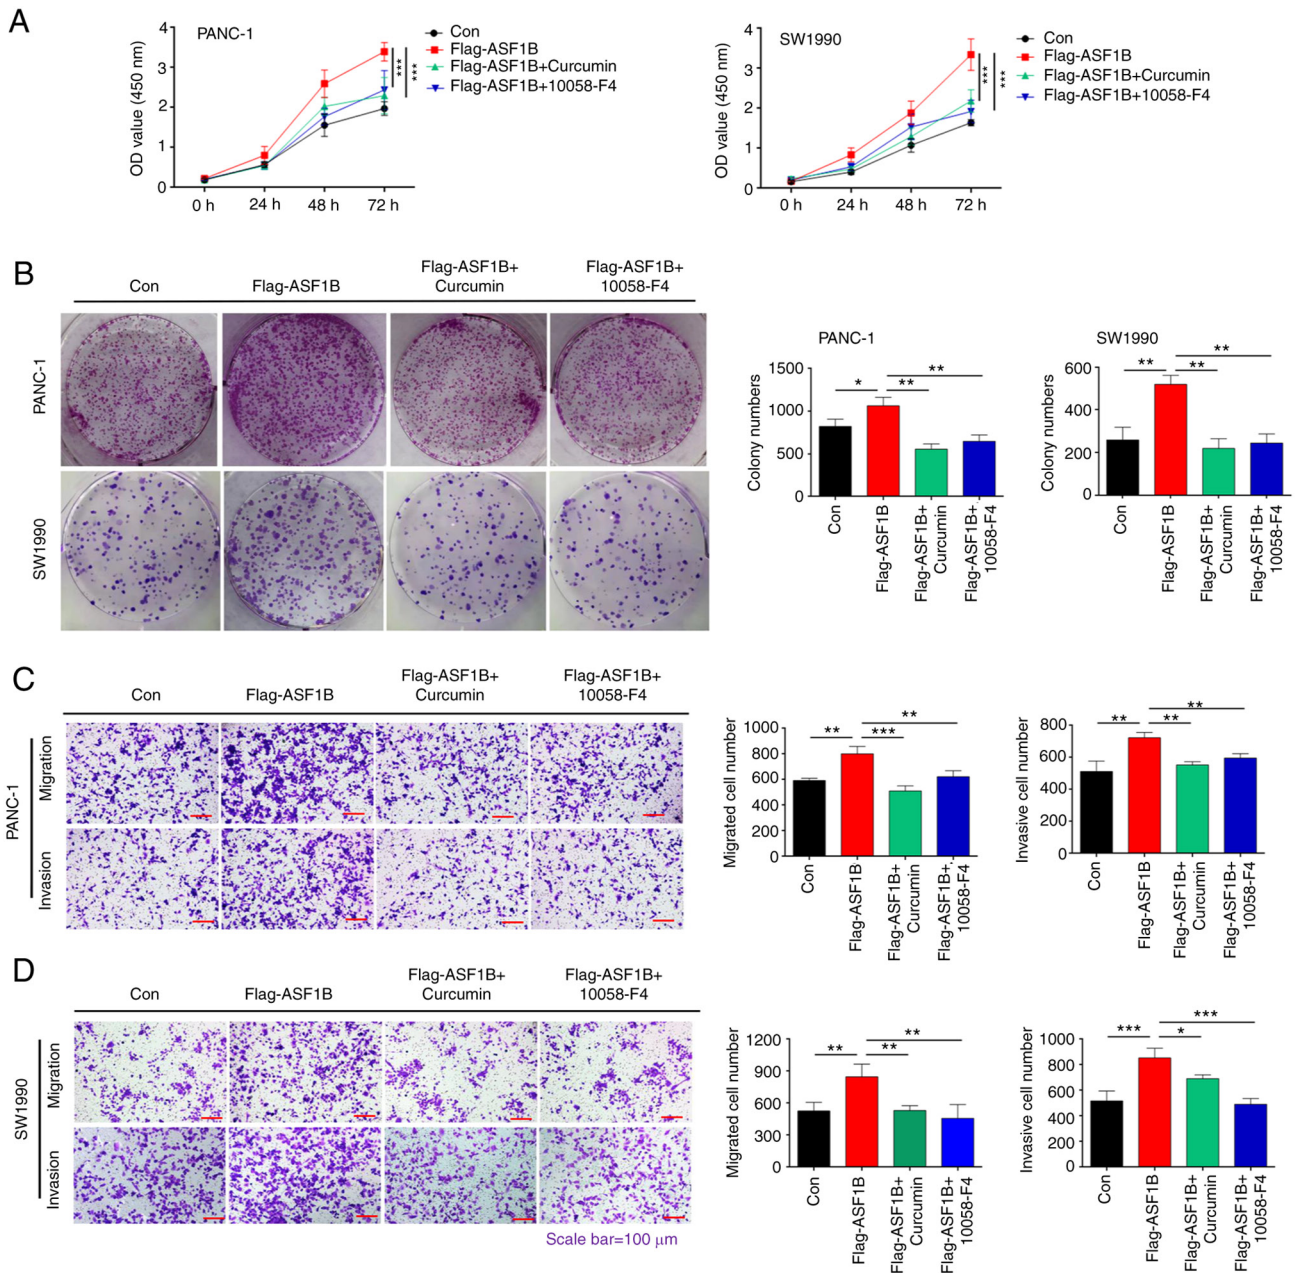 A
PANC-1
OD value (450 nm)
4
3
2
1
0
0 h
24 h
48 h
72 h
***
***
Con
Flag-ASF1B
Flag-ASF1B+Curcumin
Flag-ASF1B+10058-F4
SW1990
OD value (450 nm)
4
3
2
1
0
0 h
24 h
48 h
72 h
***
***
Con
Flag-ASF1B
Flag-ASF1B+Curcumin
Flag-ASF1B+10058-F4
B
Con
Flag-ASF1B
Flag-ASF1B+
Curcumin
Flag-ASF1B+
10058-F4
PANC-1
SW1990
PANC-1
Colony numbers
1500
1000
500
0
*
**
**
Con
Flag-ASF1B
Flag-ASF1B+
Curcumin
Flag-ASF1B+
10058-F4
SW1990
Colony numbers
600
400
200
0
**
**
**
Con
Flag-ASF1B
Flag-ASF1B+
Curcumin
Flag-ASF1B+
10058-F4
C
Con
Flag-ASF1B
Flag-ASF1B+
Curcumin
Flag-ASF1B+
10058-F4
PANC-1
Migration
Invasion
Migrated cell number
1000
800
600
400
200
0
**
***
**
Con
Flag-ASF1B
Flag-ASF1B+
Curcumin
Flag-ASF1B+
10058-F4
Invasive cell number
800
600
400
200
0
**
**
**
Con
Flag-ASF1B
Flag-ASF1B+
Curcumin
Flag-ASF1B+
10058-F4
D
Con
Flag-ASF1B
Flag-ASF1B+
Curcumin
Flag-ASF1B+
10058-F4
SW1990
Migration
Invasion
Scale bar=100 μm
Migrated cell number
1200
900
600
300
0
**
**
**
Con
Flag-ASF1B
Flag-ASF1B+
Curcumin
Flag-ASF1B+
10058-F4
Invasive cell number
1000
800
600
400
200
0
***
*
***
Con
Flag-ASF1B
Flag-ASF1B+
Curcumin
Flag-ASF1B+
10058-F4